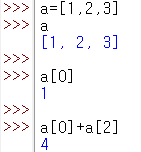 >>> a=[1,2,3]
>>> a
[1, 2, 3]
>>>
>>> a[0]
1
>>>
>>> a[0]+a[2]
4